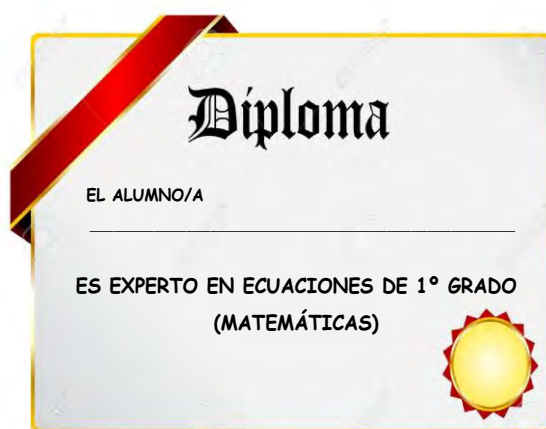 Diploma
EL ALUMNO/A
ES EXPERTO EN ECUACIONES DE 1º GRADO
(MATEMÁTICAS)